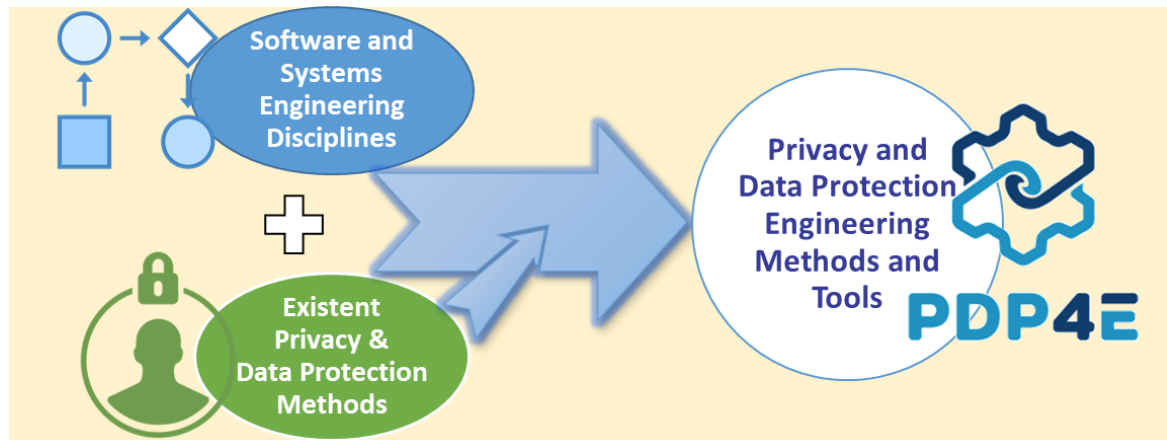 Software and
Systems
Engineering
Disciplines
Existent
Privacy &
Data Protection
Methods
Privacy and
Data Protection
Engineering
Methods and
Tools
PDP4E